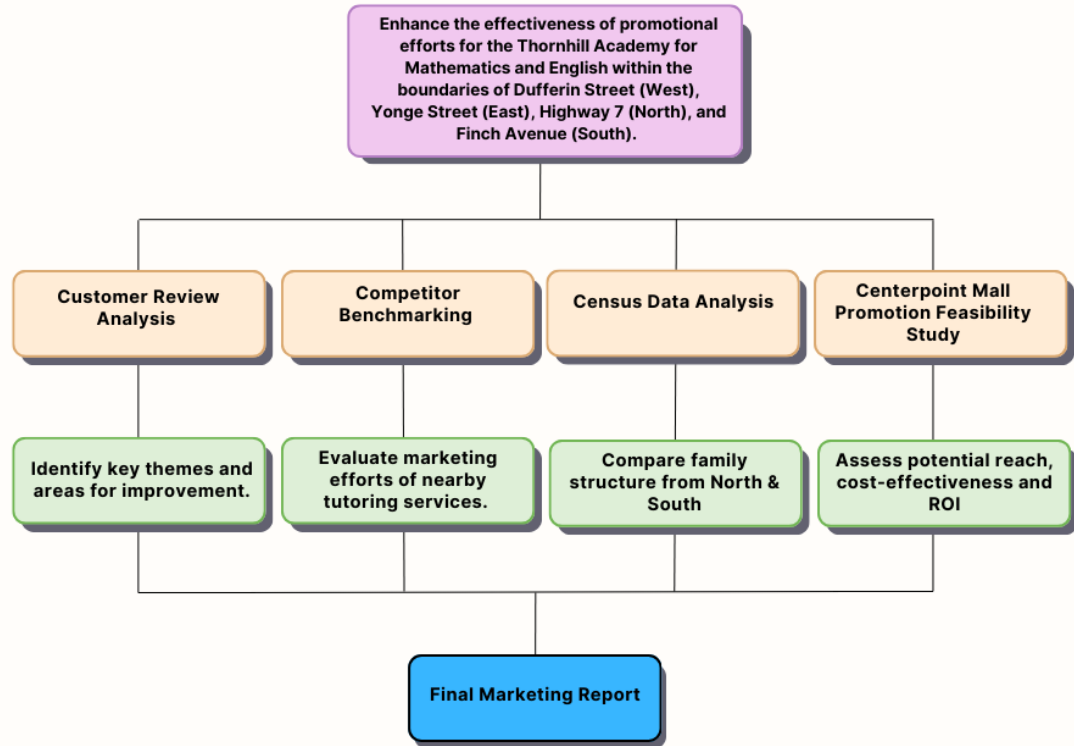 Enhance the effectiveness of promotional
efforts for the Thornhill Academy for
Mathematics and English within the
boundaries of Dufferin Street (West),
Yonge Street (East), Highway 7 (North), and
Finch Avenue (South).
Customer Review
Analysis
Competitor
Benchmarking
Census Data Analysis
Centerpoint Mall
Promotion Feasibility
Study
Identify key themes and
areas for improvement.
Evaluate marketing
efforts of nearby
tutoring services.
Compare family
structure from North &
South
Assess potential reach,
cost-effectiveness and
ROI
Final Marketing Report